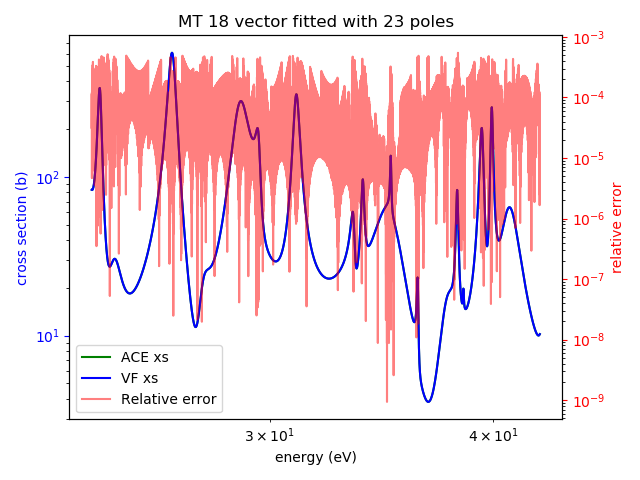 MT 18 vector fitted with 23 poles
cross section (b)
10²
10¹
10⁻³
10⁻⁴
10⁻⁵
10⁻⁶
10⁻⁷
10⁻⁸
10⁻⁹
relative error
ACE xs
VF xs
Relative error
3 × 10¹
4 × 10¹
energy (eV)